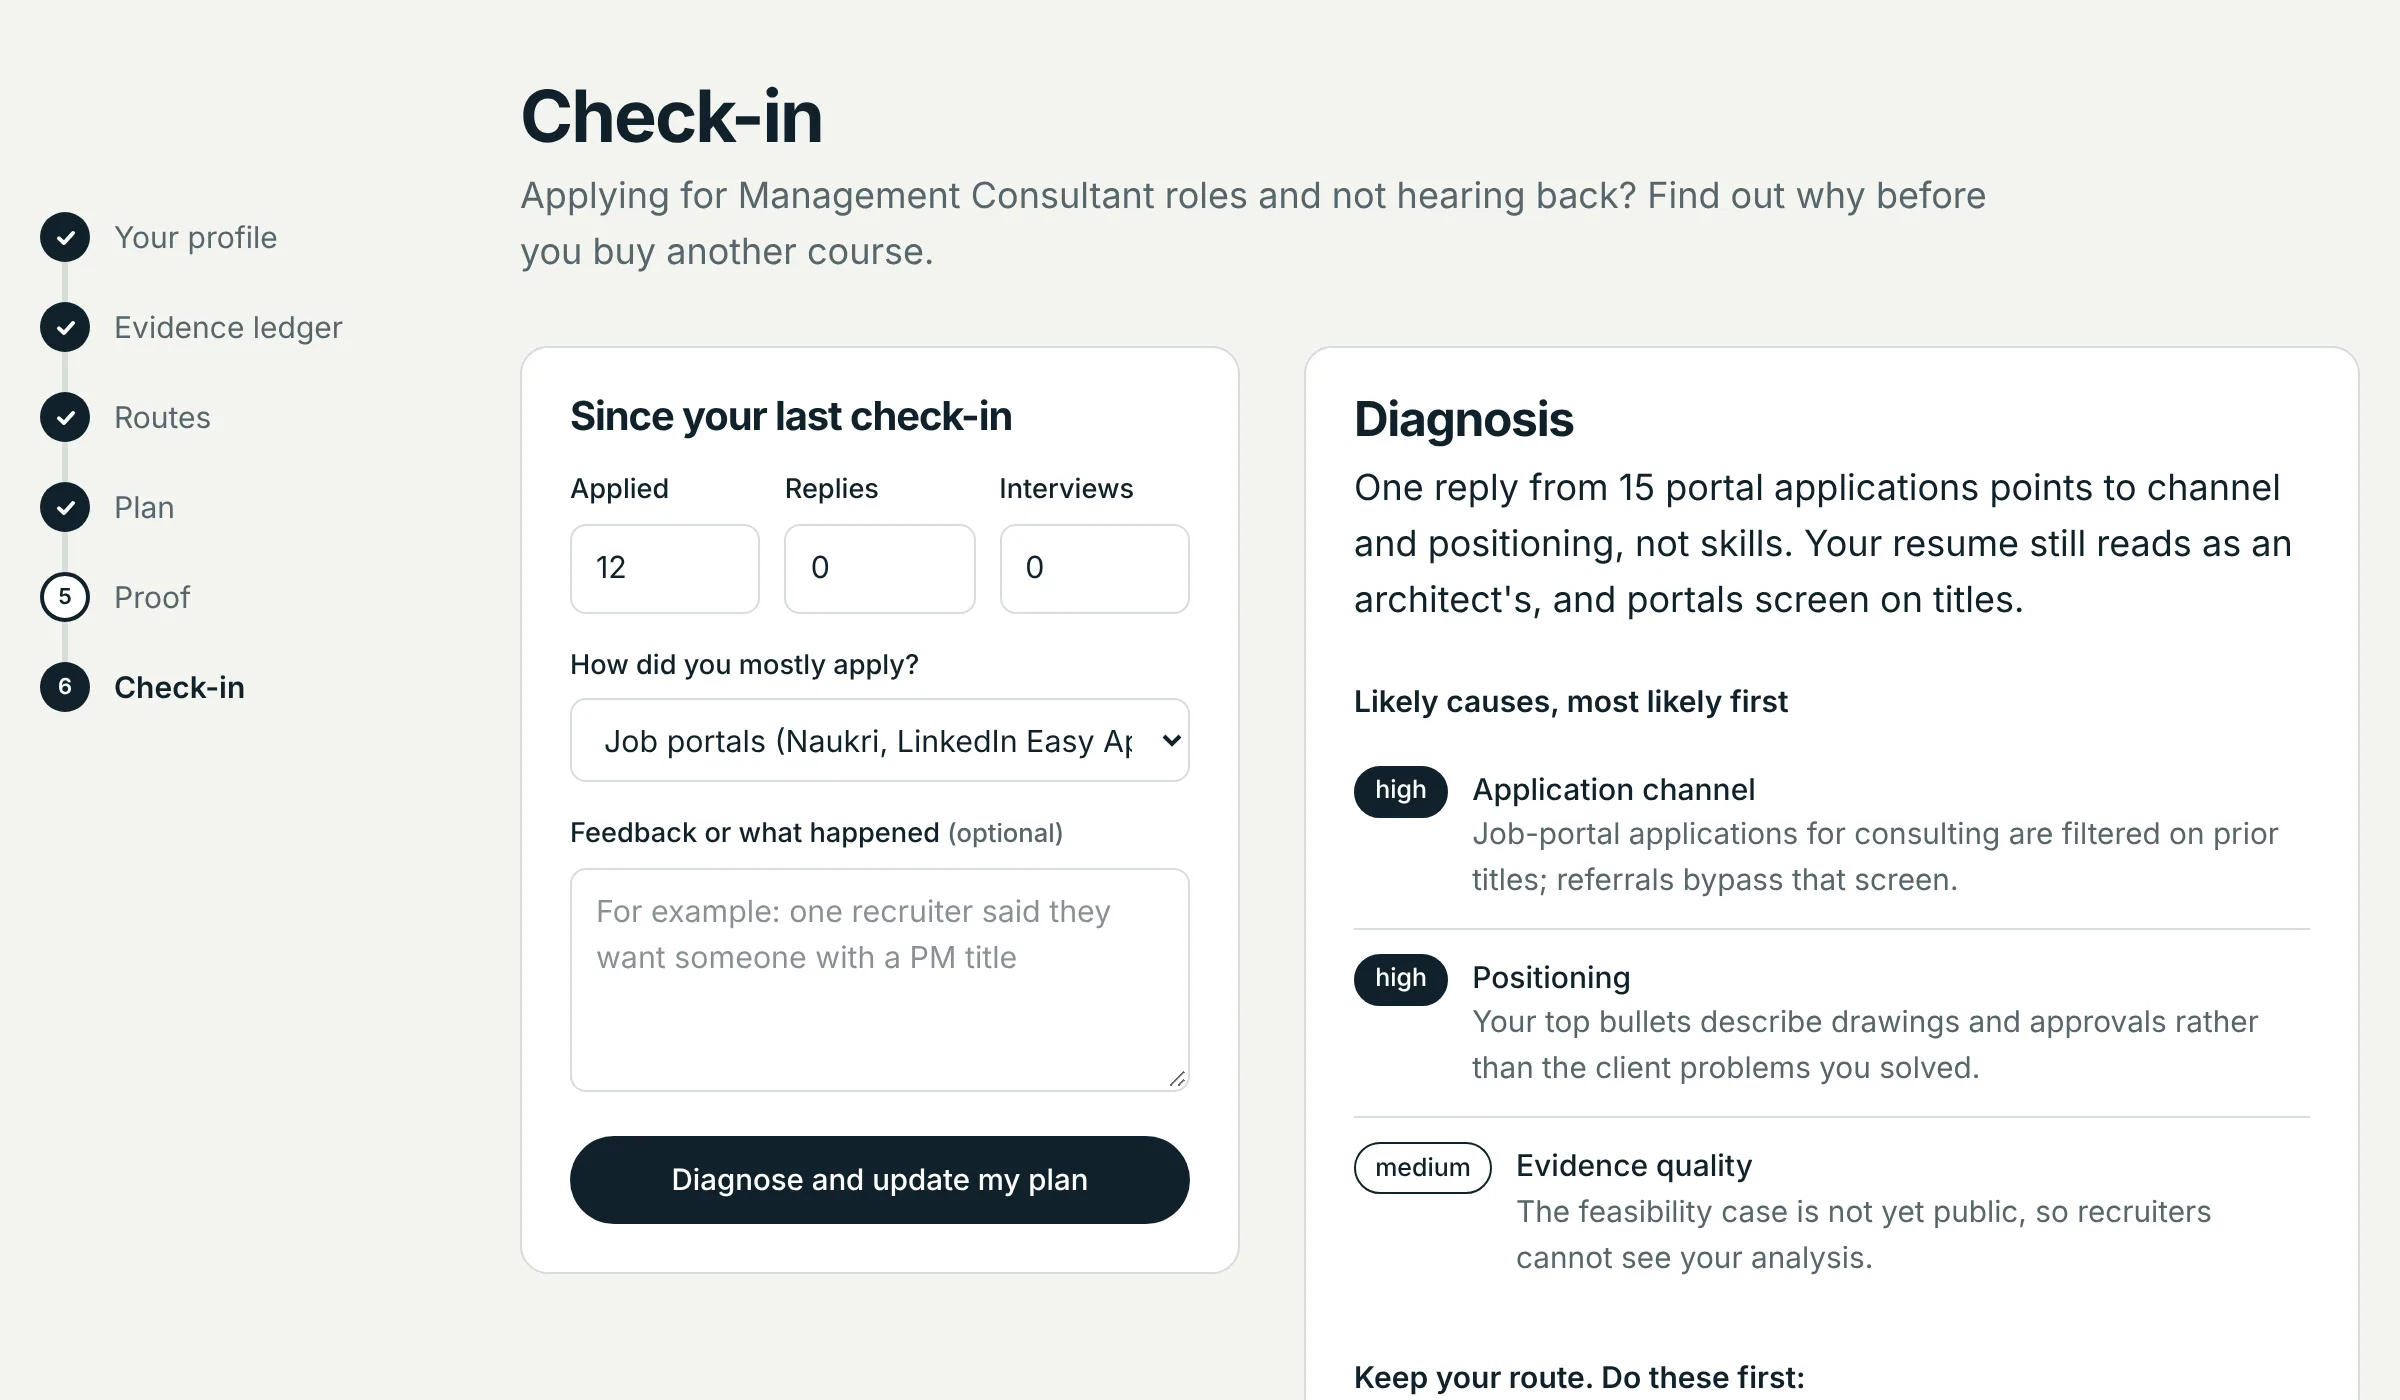 Check-in
Applying for Management Consultant roles and not hearing back? Find out why before
you buy another course.
Your profile
Evidence ledger
Routes
Plan
5 Proof
6 Check-in
Since your last check-in
Applied Replies Interviews
12 0 0
How did you mostly apply?
Job portals (Naukri, LinkedIn Easy Ap
Feedback or what happened (optional)
For example: one recruiter said they
want someone with a PM title
Diagnose and update my plan
Diagnosis
One reply from 15 portal applications points to channel
and positioning, not skills. Your resume still reads as an
architect's, and portals screen on titles.
Likely causes, most likely first
high Application channel
Job-portal applications for consulting are filtered on prior
titles; referrals bypass that screen.
high Positioning
Your top bullets describe drawings and approvals rather
than the client problems you solved.
medium Evidence quality
The feasibility case is not yet public, so recruiters
cannot see your analysis.
Keep your route. Do these first: